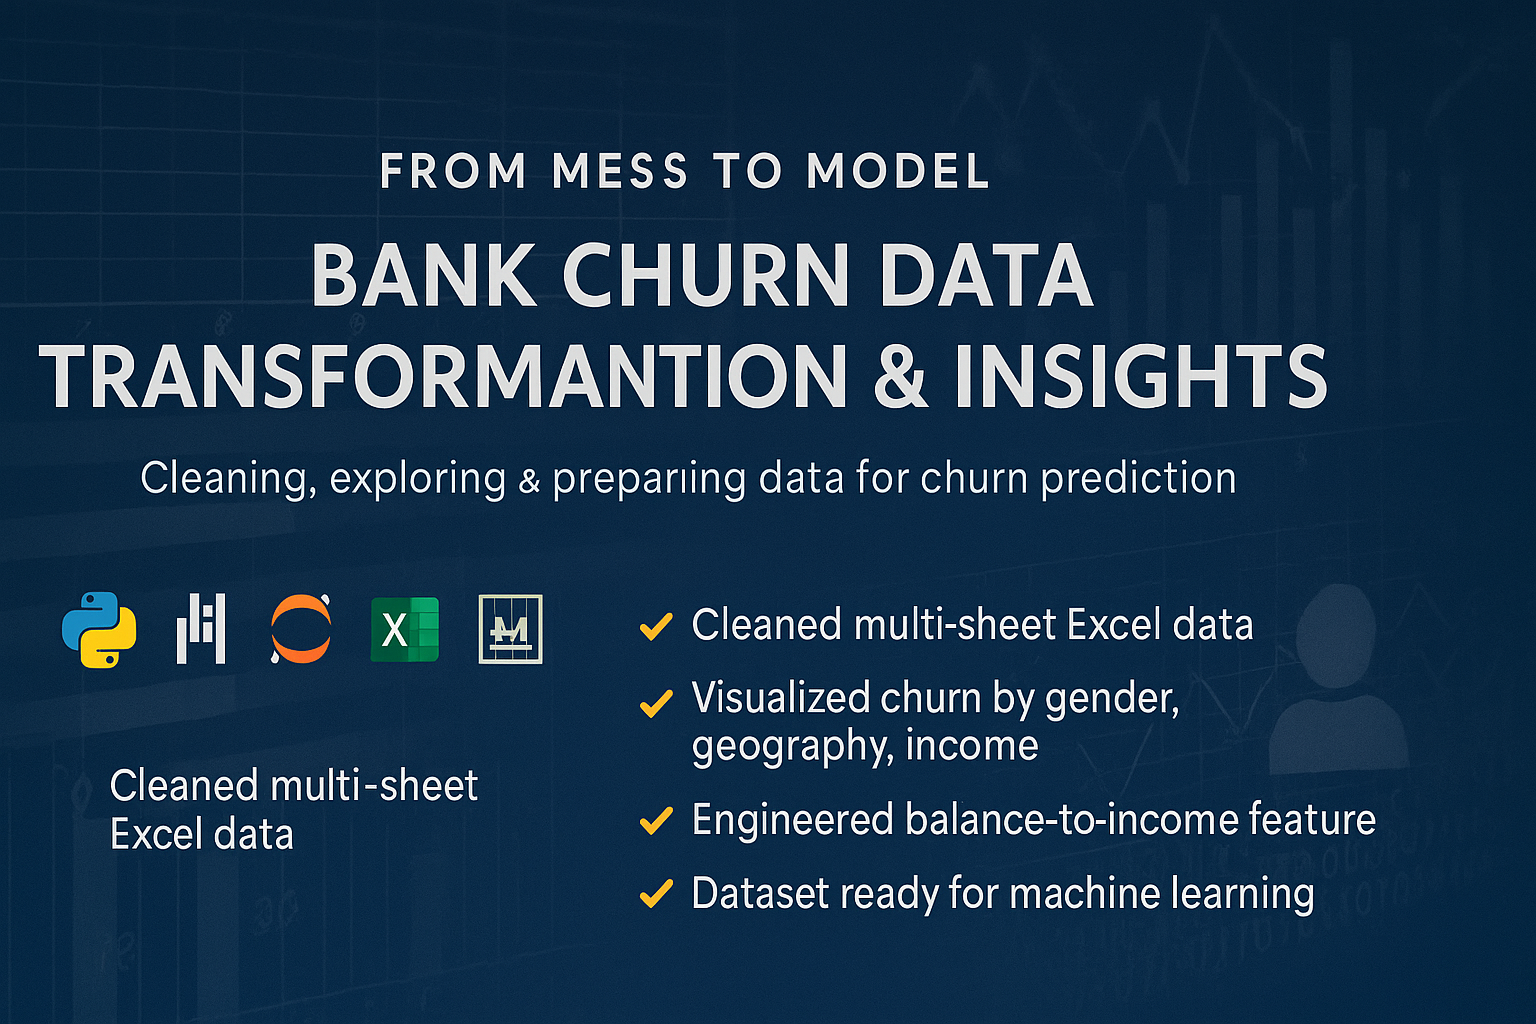 FROM MESS TO MODEL
BANK CHURN DATA
TRANSFORMANTION & INSIGHTS
Cleaning, exploring & preparıing data for churn prediction
X
M
Cleaned multi-sheet
Excel data
Cleaned multi-sheet Excel data
Visualized churn by gender,
geography, income
Engineered balance-to-income feature
Dataset ready for machine learning